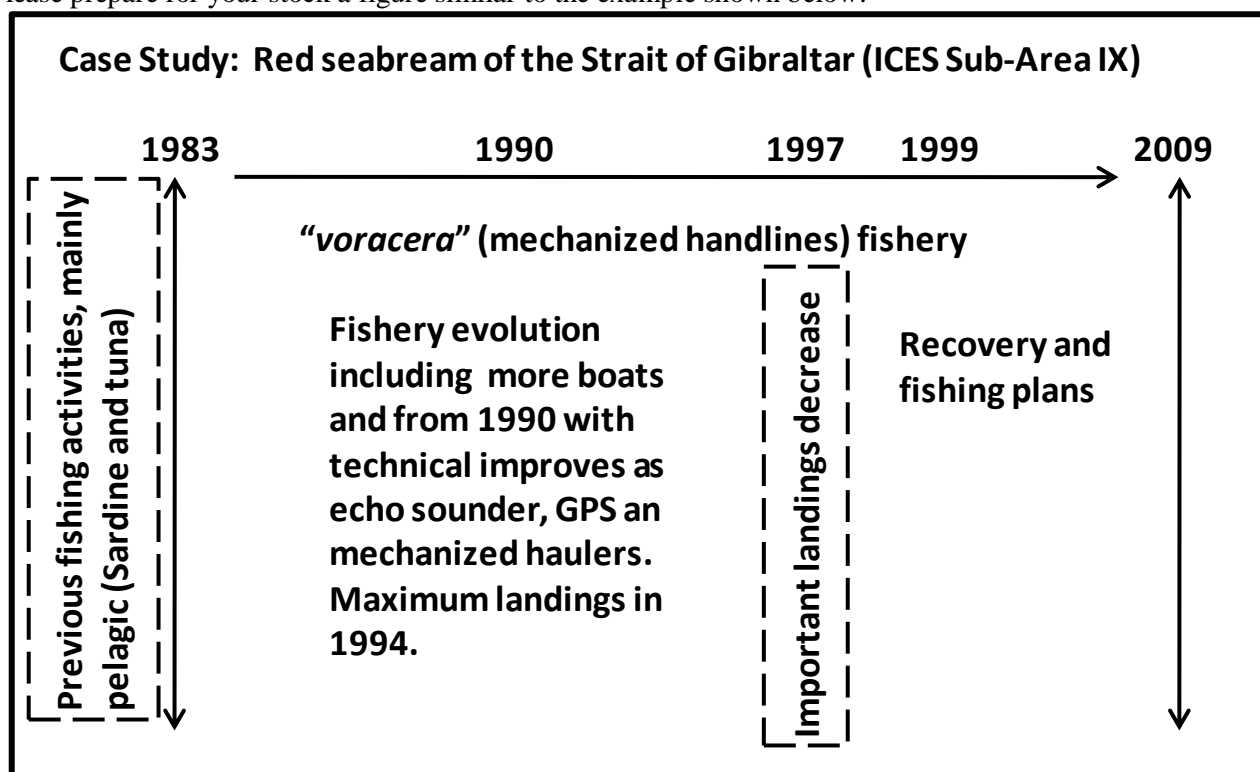 lease prepare for your stock a figure similar to the example shown below.
Case Study: Red seabream of the Strait of Gibraltar (ICES Sub-Area IX)
1983 1990 1997 1999 2009
Previous fishing activities, mainly
pelagic (Sardine and tuna)
“voracera” (mechanized handlines) fishery
Fishery evolution
including more boats
and from 1990 with
technical improves as
echo sounder, GPS an
mechanized haulers.
Maximum landings in
1994.
Important landings decrease
Recovery and
fishing plans